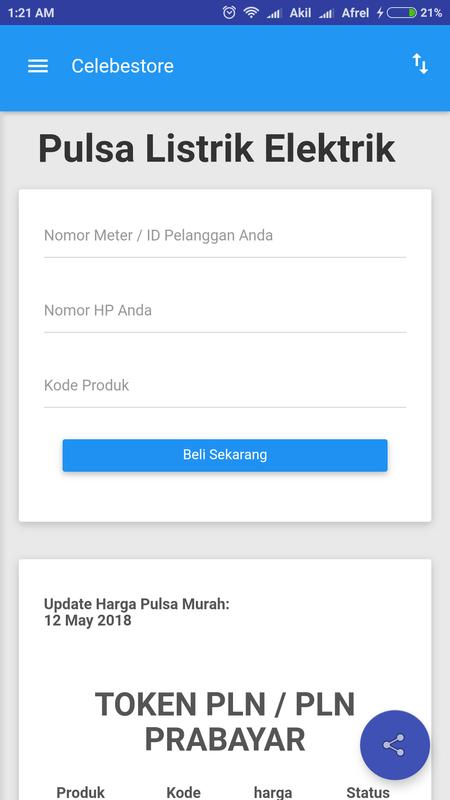 1:21 AM Akil Afrel 21%
Celebestore
Pulsa Listrik Elektrik
Nomor Meter / ID Pelanggan Anda
Nomor HP Anda
Kode Produk
Beli Sekarang
Update Harga Pulsa Murah:
12 May 2018
TOKEN PLN / PLN
PRABAYAR
Produk Kode harga Status